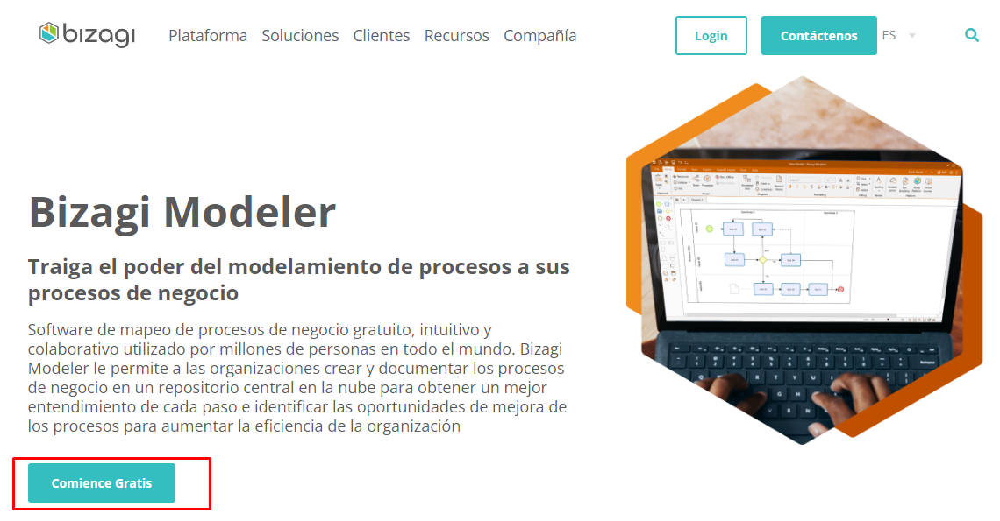 bizagi
Plataforma Soluciones Clientes Recursos Compañía
Login
Contáctenos
ES
Bizagi Modeler
Traiga el poder del modelamiento de procesos a sus
procesos de negocio
Software de mapeo de procesos de negocio gratuito, intuitivo y
colaborativo utilizado por millones de personas en todo el mundo. Bizagi
Modeler le permite a las organizaciones crear y documentar los procesos
de negocio en un repositorio central en la nube para obtener un mejor
entendimiento de cada paso e identificar las oportunidades de mejora de
los procesos para aumentar la eficiencia de la organización
Comience Gratis